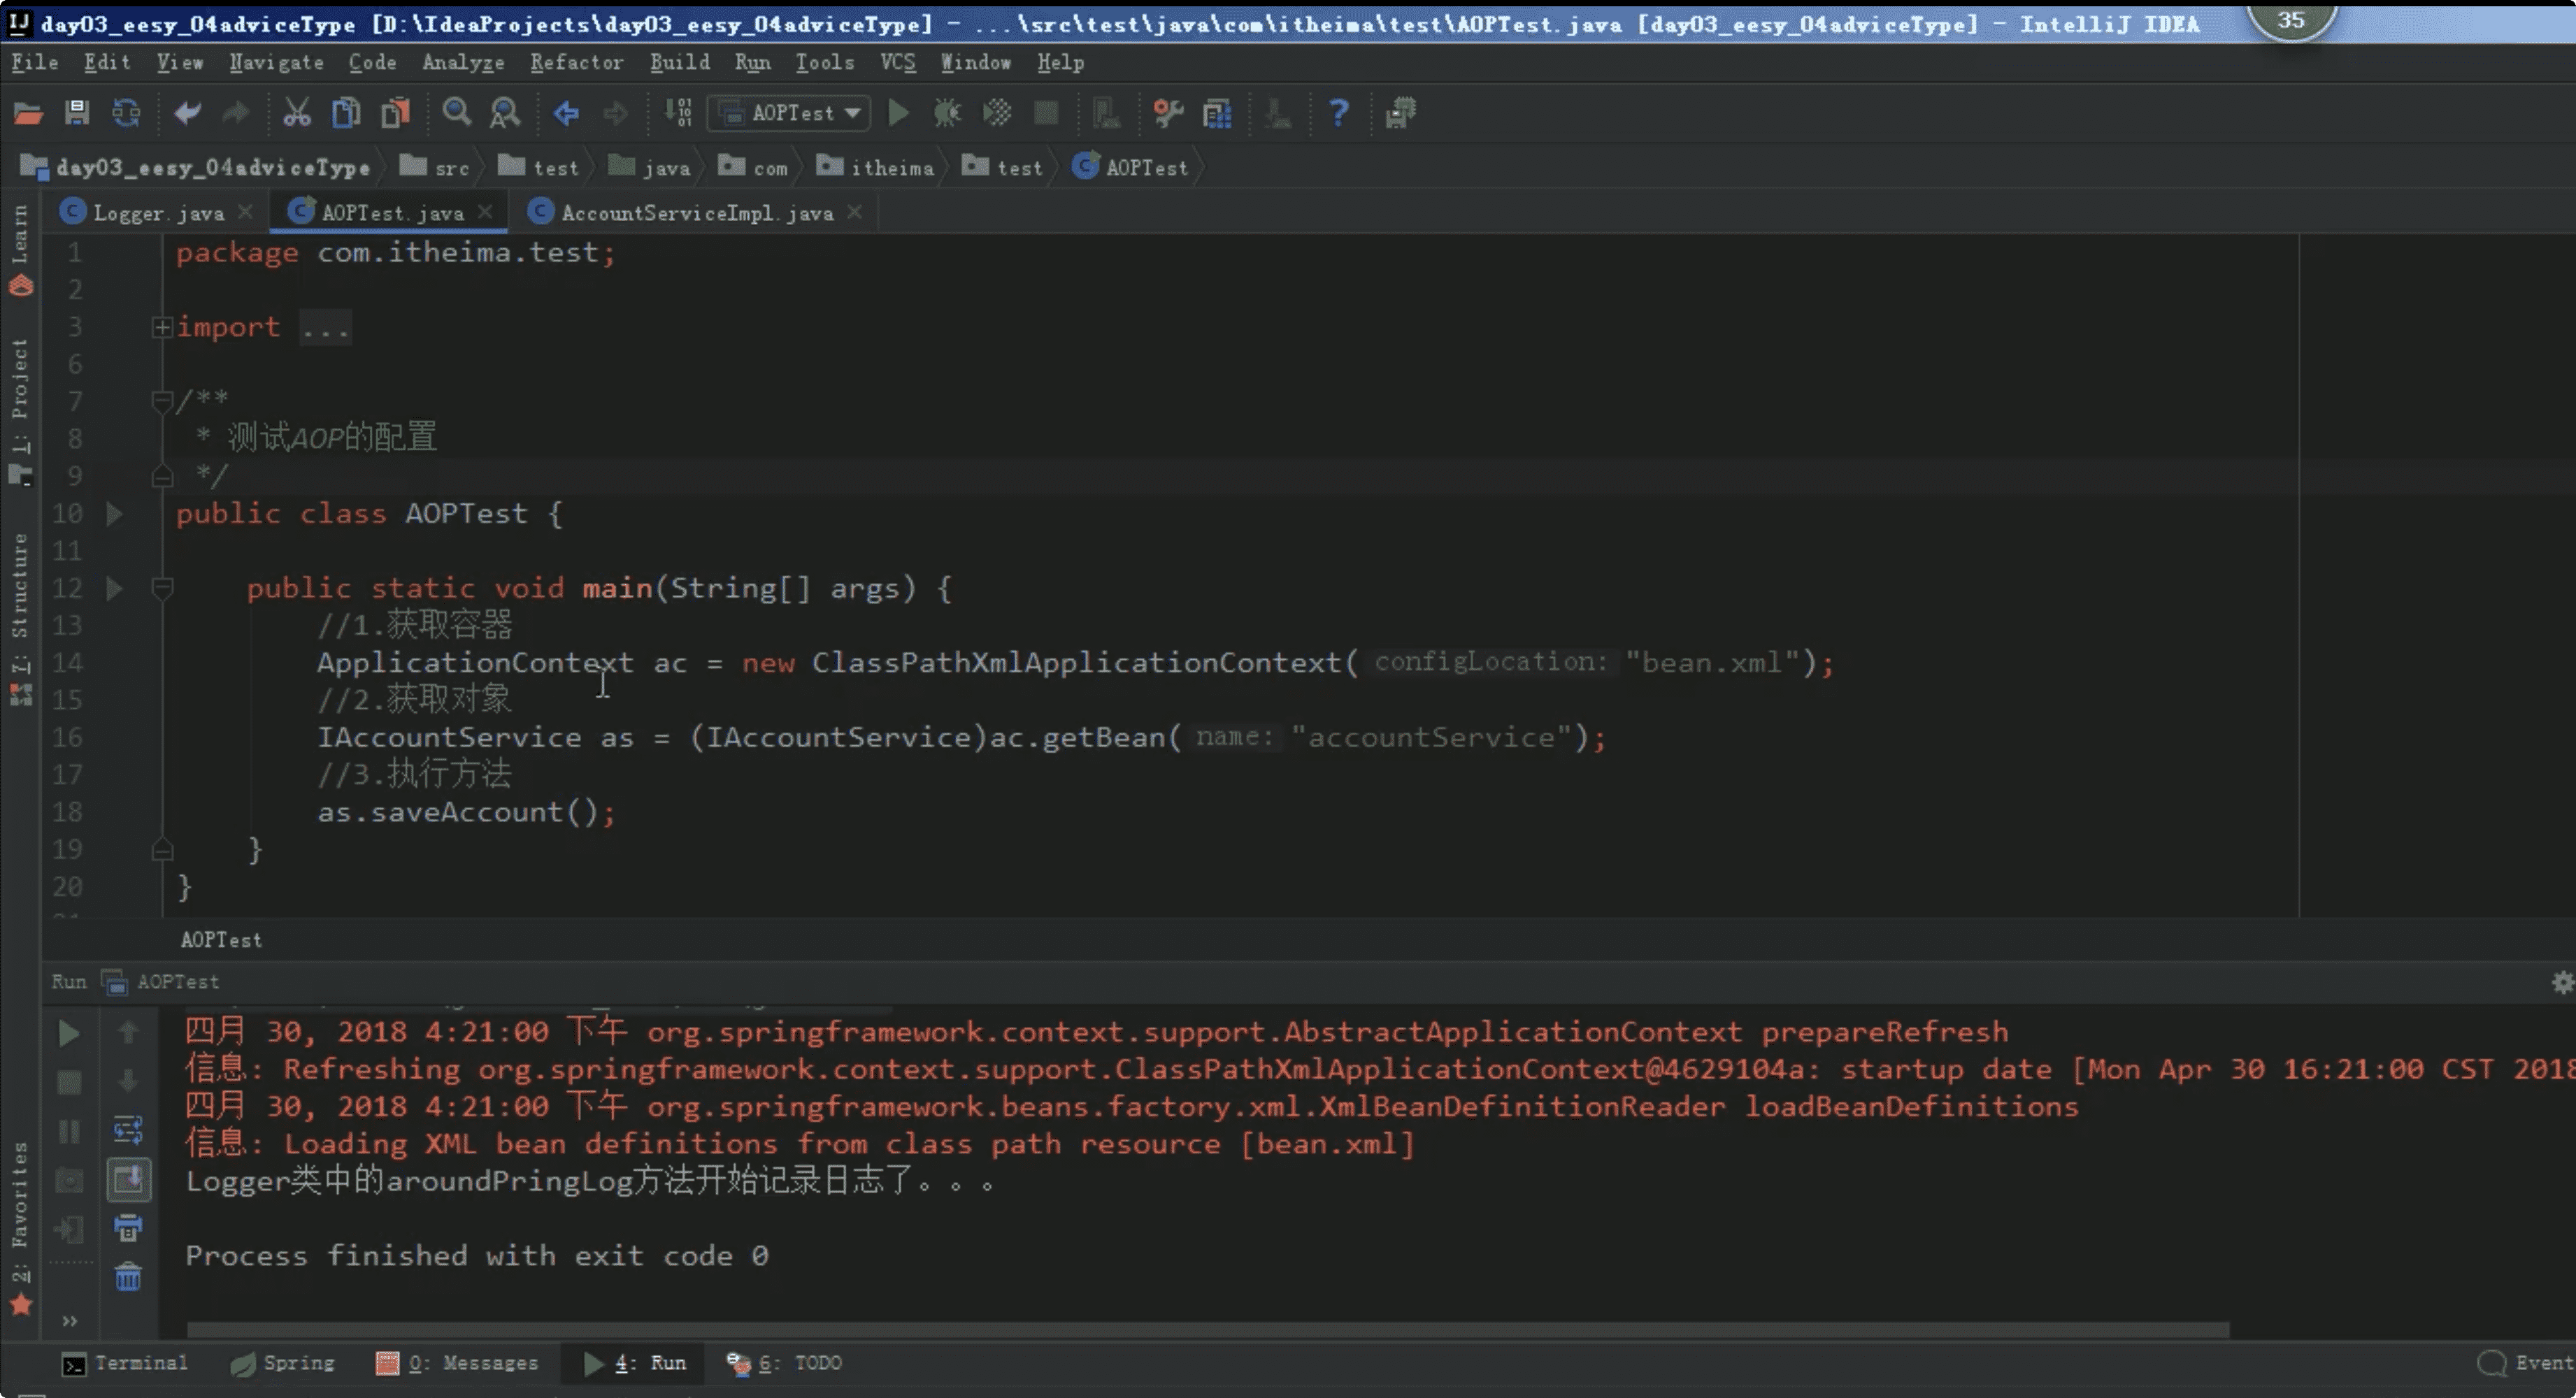 day03_eesy_04adviceType [D:\IdeaProjects\day03_eesy_04adviceType] - ...\src\test\java\com\itheima\test\AOPTest.java [day03_eesy_04adviceType] - IntelliJ IDEA
35
File Edit View Navigate Code Analyze Refactor Build Run Tools VCS Window Help
AOPTest
day03_eesy_04adviceType src test java com itheima test AOPTest
Logger.java AOPTest.java AccountServiceImpl.java
Learn
1: Project
7: Structure
2: Favorites
1 package com.itheima.test;
2
3 import ...
6
7 /**
8 * 测试AOP的配置
9 */
10 public class AOPTest {
11
12 public static void main(String[] args) {
13 //1.获取容器
14 ApplicationContext ac = new ClassPathXmlApplicationContext( configLocation: "bean.xml");
15 //2.获取对象
16 IAccountService as = (IAccountService)ac.getBean( name: "accountService");
17 //3.执行方法
18 as.saveAccount();
19 }
20 }
AOPTest
Run AOPTest
四月 30, 2018 4:21:00 下午 org.springframework.context.support.AbstractApplicationContext prepareRefresh
信息: Refreshing org.springframework.context.support.ClassPathXmlApplicationContext@4629104a: startup date [Mon Apr 30 16:21:00 CST 2018
四月 30, 2018 4:21:00 下午 org.springframework.beans.factory.xml.XmlBeanDefinitionReader loadBeanDefinitions
信息: Loading XML bean definitions from class path resource [bean.xml]
Logger类中的aroundPringLog方法开始记录日志了。。。
Process finished with exit code 0
Terminal Spring 0: Messages 4: Run 6: TODO Event